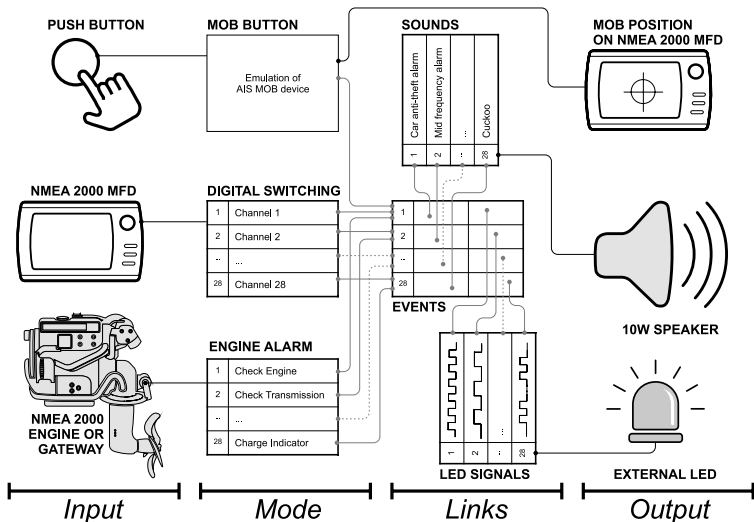 PUSH BUTTON
MOB BUTTON
Emulation of
AIS MOB device
SOUNDS
Car anti-theft alarm
Mid frequency alarm
...
Cuckoo
1
2
..
28
MOB POSITION
ON NMEA 2000 MFD
NMEA 2000 MFD
DIGITAL SWITCHING
1 Channel 1
2 Channel 2
.. ...
28 Channel 28
1
2
..
28
EVENTS
10W SPEAKER
ENGINE ALARM
1 Check Engine
2 Check Transmission
.. ...
28 Charge Indicator
NMEA 2000
ENGINE OR
GATEWAY
...
1
2
..
28
LED SIGNALS
EXTERNAL LED
Input
Mode
Links
Output